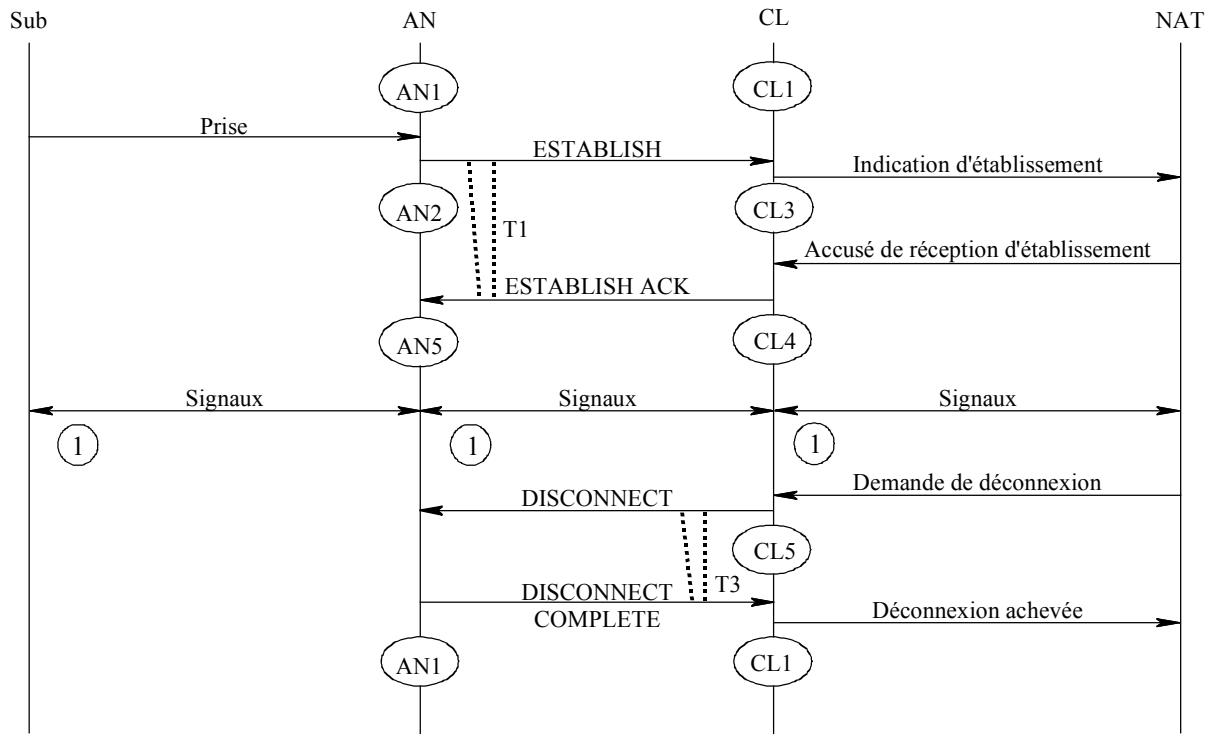 Sub AN CL NAT
AN1 CL1
Prise
ESTABLISH
Indication d'établissement
AN2 T1 CL3
Accusé de réception d'établissement
ESTABLISH ACK
AN5 CL4
Signaux Signaux Signaux
1 1 1
Demande de déconnexion
DISCONNECT
CL5
T3
DISCONNECT
COMPLETE
Déconnexion achevée
AN1 CL1